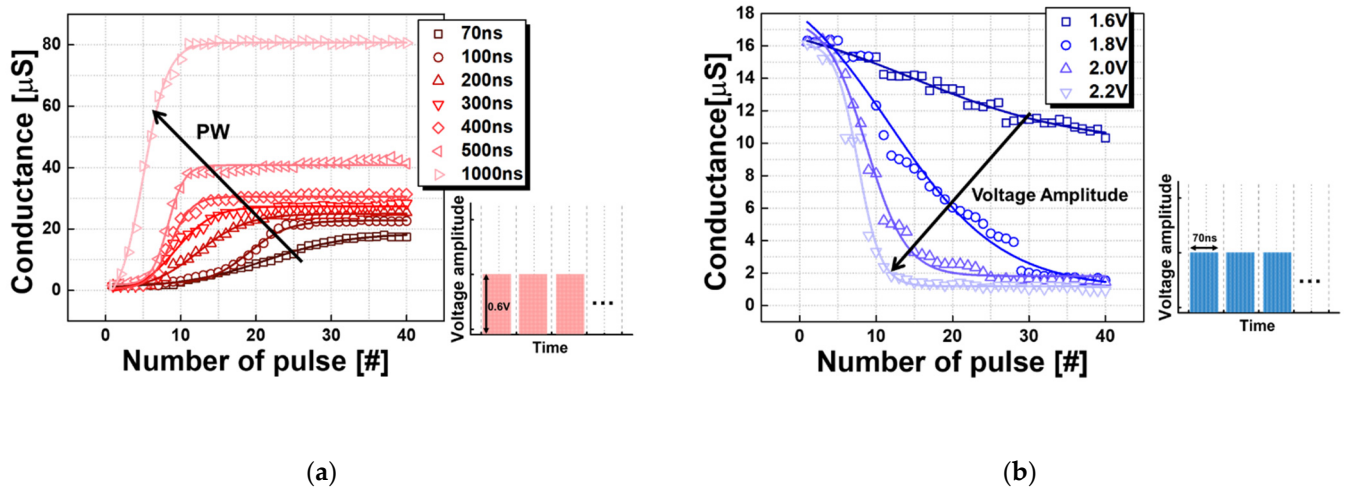 80
60
40
20
0
Conductance [μS]
0
10
20
30
40
Number of pulse [#]
PW
70ns
100ns
200ns
300ns
400ns
500ns
1000ns
Voltage amplitude
0.6V
...
Time
(a)
18
16
14
12
10
8
6
4
2
0
Conductance[μS]
0
10
20
30
40
Number of pulse [#]
Voltage Amplitude
1.6V
1.8V
2.0V
2.2V
Voltage amplitude
70ns
...
Time
(b)